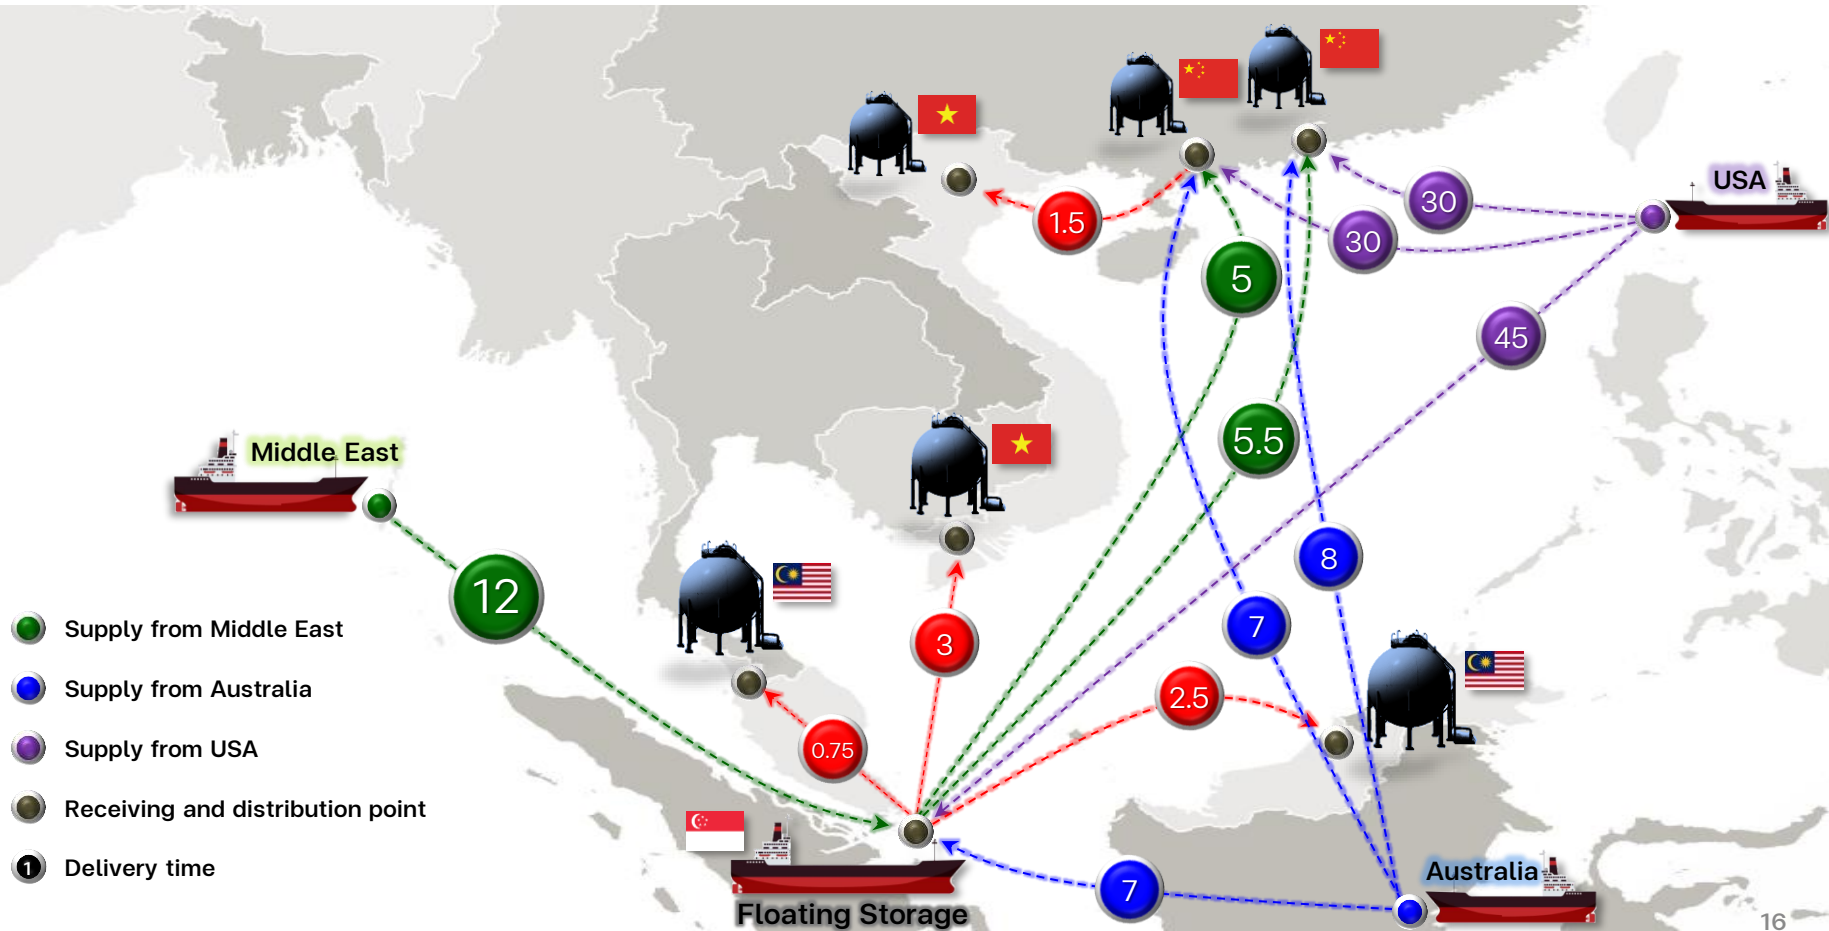 USA
30
30
1.5
5
45
5.5
Middle East
12
8
7
3
2.5
0.75
7
Supply from Middle East
Supply from Australia
Supply from USA
Receiving and distribution point
1 Delivery time
Floating Storage
Australia
16